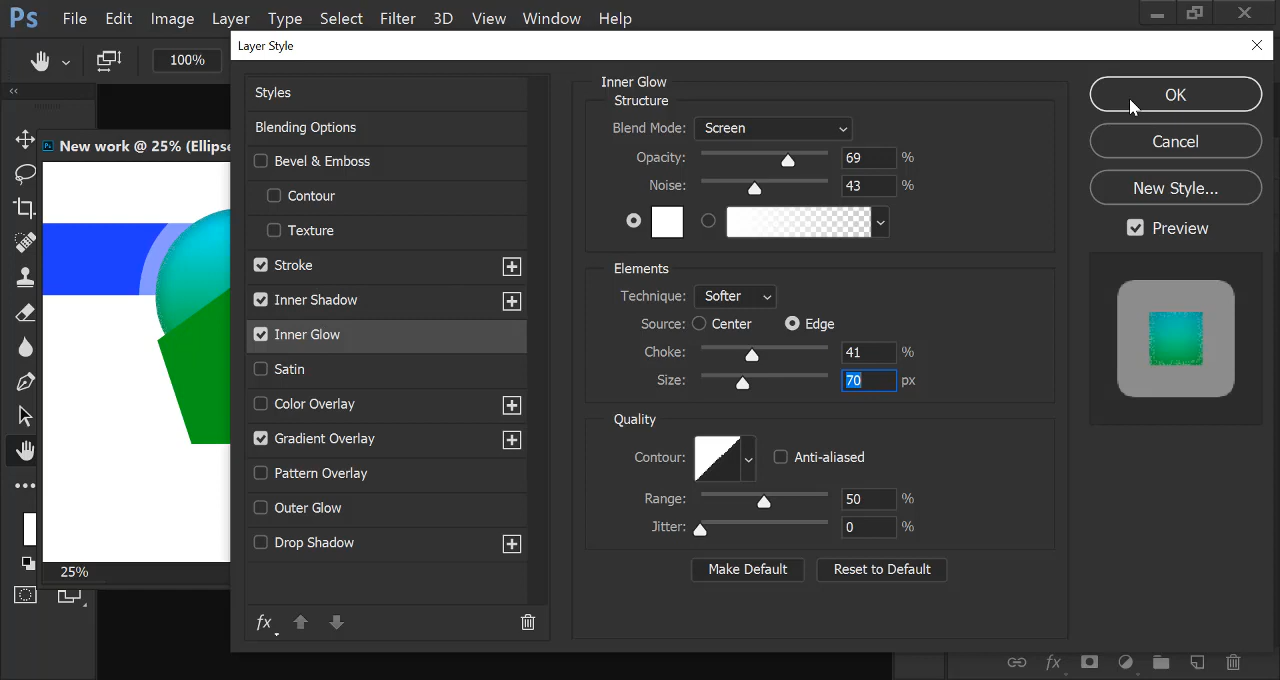 Ps File Edit Image Layer Type Select Filter 3D View Window Help
100%
Layer Style
New work @ 25% (Ellips
25%
Styles
Blending Options
Bevel & Emboss
Contour
Texture
Stroke
Inner Shadow
Inner Glow
Satin
Color Overlay
Gradient Overlay
Pattern Overlay
Outer Glow
Drop Shadow
fx
Inner Glow
Structure
Blend Mode: Screen
Opacity: 69 %
Noise: 43 %
Elements
Technique: Softer
Source: Center Edge
Choke: 41 %
Size: 70 px
Quality
Contour: Anti-aliased
Range: 50 %
Jitter: 0 %
Make Default Reset to Default
OK
Cancel
New Style...
Preview
fx